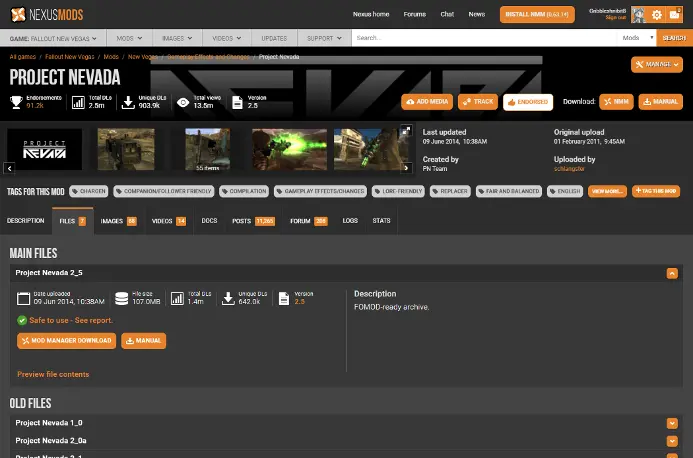 NEXUSMODS
Nexus home
Forums
Chat
News
INSTALL NMM (0.63.14)
Sign out
GAME: FALLOUT NEW VEGAS
MODS
IMAGES
VIDEOS
UPDATES
SUPPORT
Search...
Mods
SEARCH
All games / Fallout New Vegas / Mods / New Vegas / Gameplay Effects and Changes / Project Nevada
PROJECT NEVADA
MANAGE
Endorsements
91.2k
Total DLs
2.5m
Unique DLs
903.9k
Total Views
13.5m
Version
2.5
ADD MEDIA
TRACK
ENDORSED
Download:
NMM
MANUAL
PROJECT
NEVADA
55 items
Last updated
09 June 2014, 10:38AM
Original upload
01 February 2011, 9:45AM
Created by
PN Team
Uploaded by
schlangster
TAGS FOR THIS MOD
CHARGEN
COMPANION/FOLLOWER FRIENDLY
COMPILATION
GAMEPLAY EFFECTS/CHANGES
LORE-FRIENDLY
REPLACER
FAIR AND BALANCED
ENGLISH
VIEW MORE...
+ TAG THIS MOD
DESCRIPTION
FILES 7
IMAGES 68
VIDEOS 14
DOCS
POSTS 11,265
FORUM 200
LOGS
STATS
MAIN FILES
Project Nevada 2_5
Date uploaded
09 Jun 2014, 10:38AM
File size
107.0MB
Total DLs
1.4m
Unique DLs
642.0k
Version
2.5
Description
FOMOD-ready archive.
Safe to use - See report.
MOD MANAGER DOWNLOAD
MANUAL
Preview file contents
OLD FILES
Project Nevada 1_0
Project Nevada 2_0a
Project Nevada 2_1